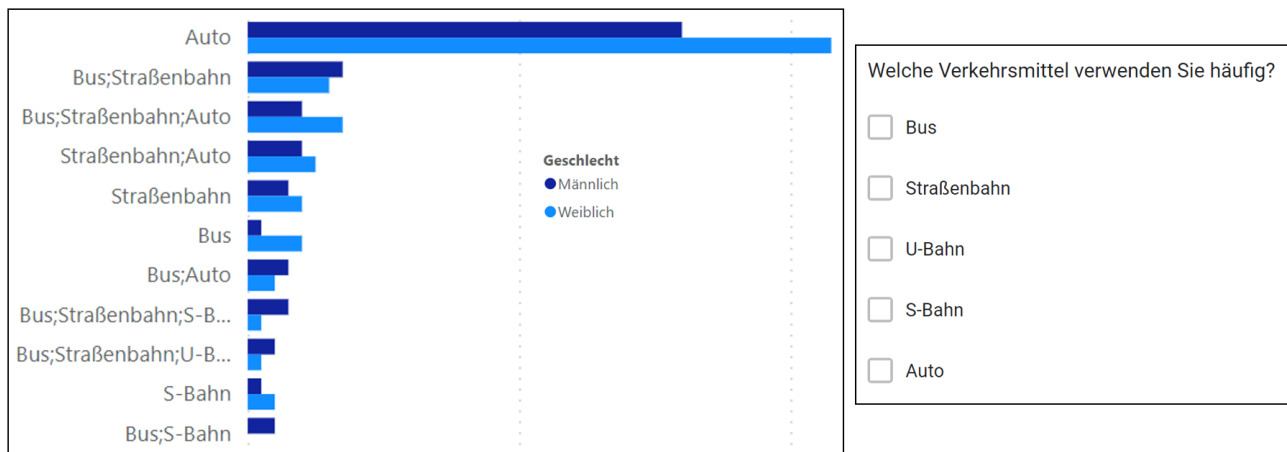 Auto
Bus;Straßenbahn
Bus;Straßenbahn;Auto
Straßenbahn;Auto
Straßenbahn
Bus
Bus;Auto
Bus;Straßenbahn;S-B...
Bus;Straßenbahn;U-B...
S-Bahn
Bus;S-Bahn
Geschlecht
Männlich
Weiblich
Welche Verkehrsmittel verwenden Sie häufig?
Bus
Straßenbahn
U-Bahn
S-Bahn
Auto